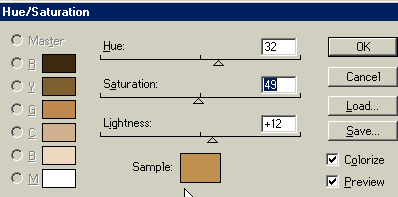 Hue/Saturation
Master
R
Y
G
C
B
M
Hue: 32
Saturation: 49
Lightness: +12
Sample:
OK
Cancel
Load...
Save...
Colorize
Preview